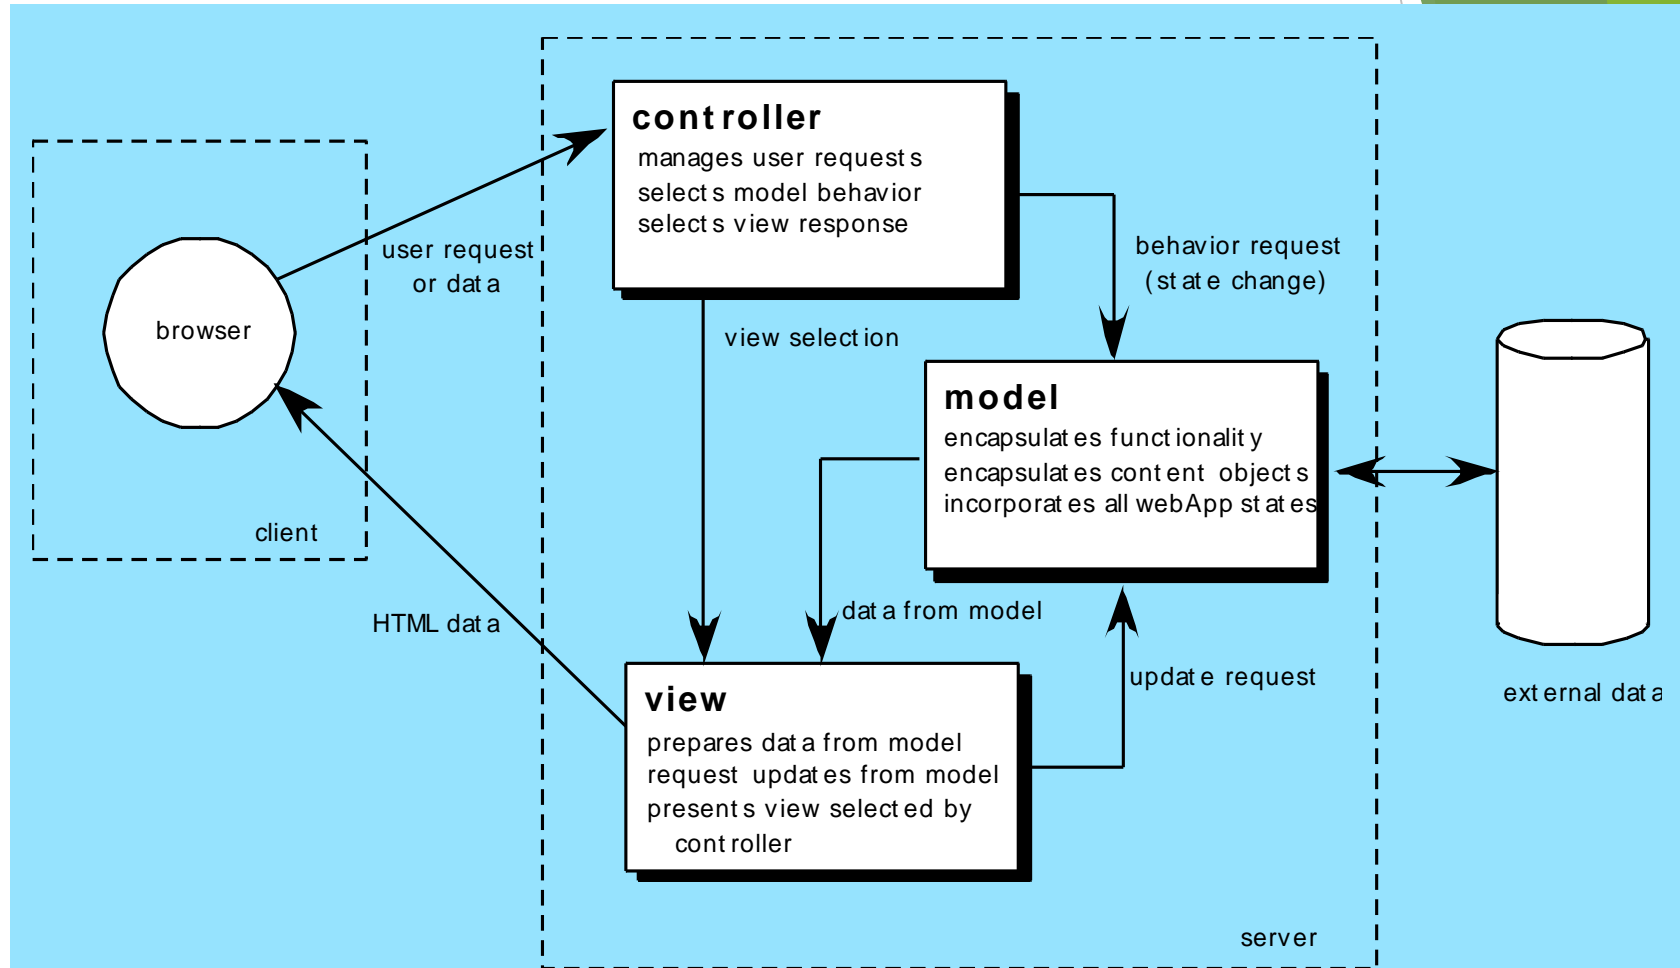 controller
manages user requests
selects model behavior
selects view response
user request
or data
behavior request
(state change)
browser
view selection
model
encapsulates functionality
encapsulates content objects
incorporates all webApp states
client
data from model
HTML data
update request
external data
view
prepares data from model
request updates from model
presents view selected by
controller
server